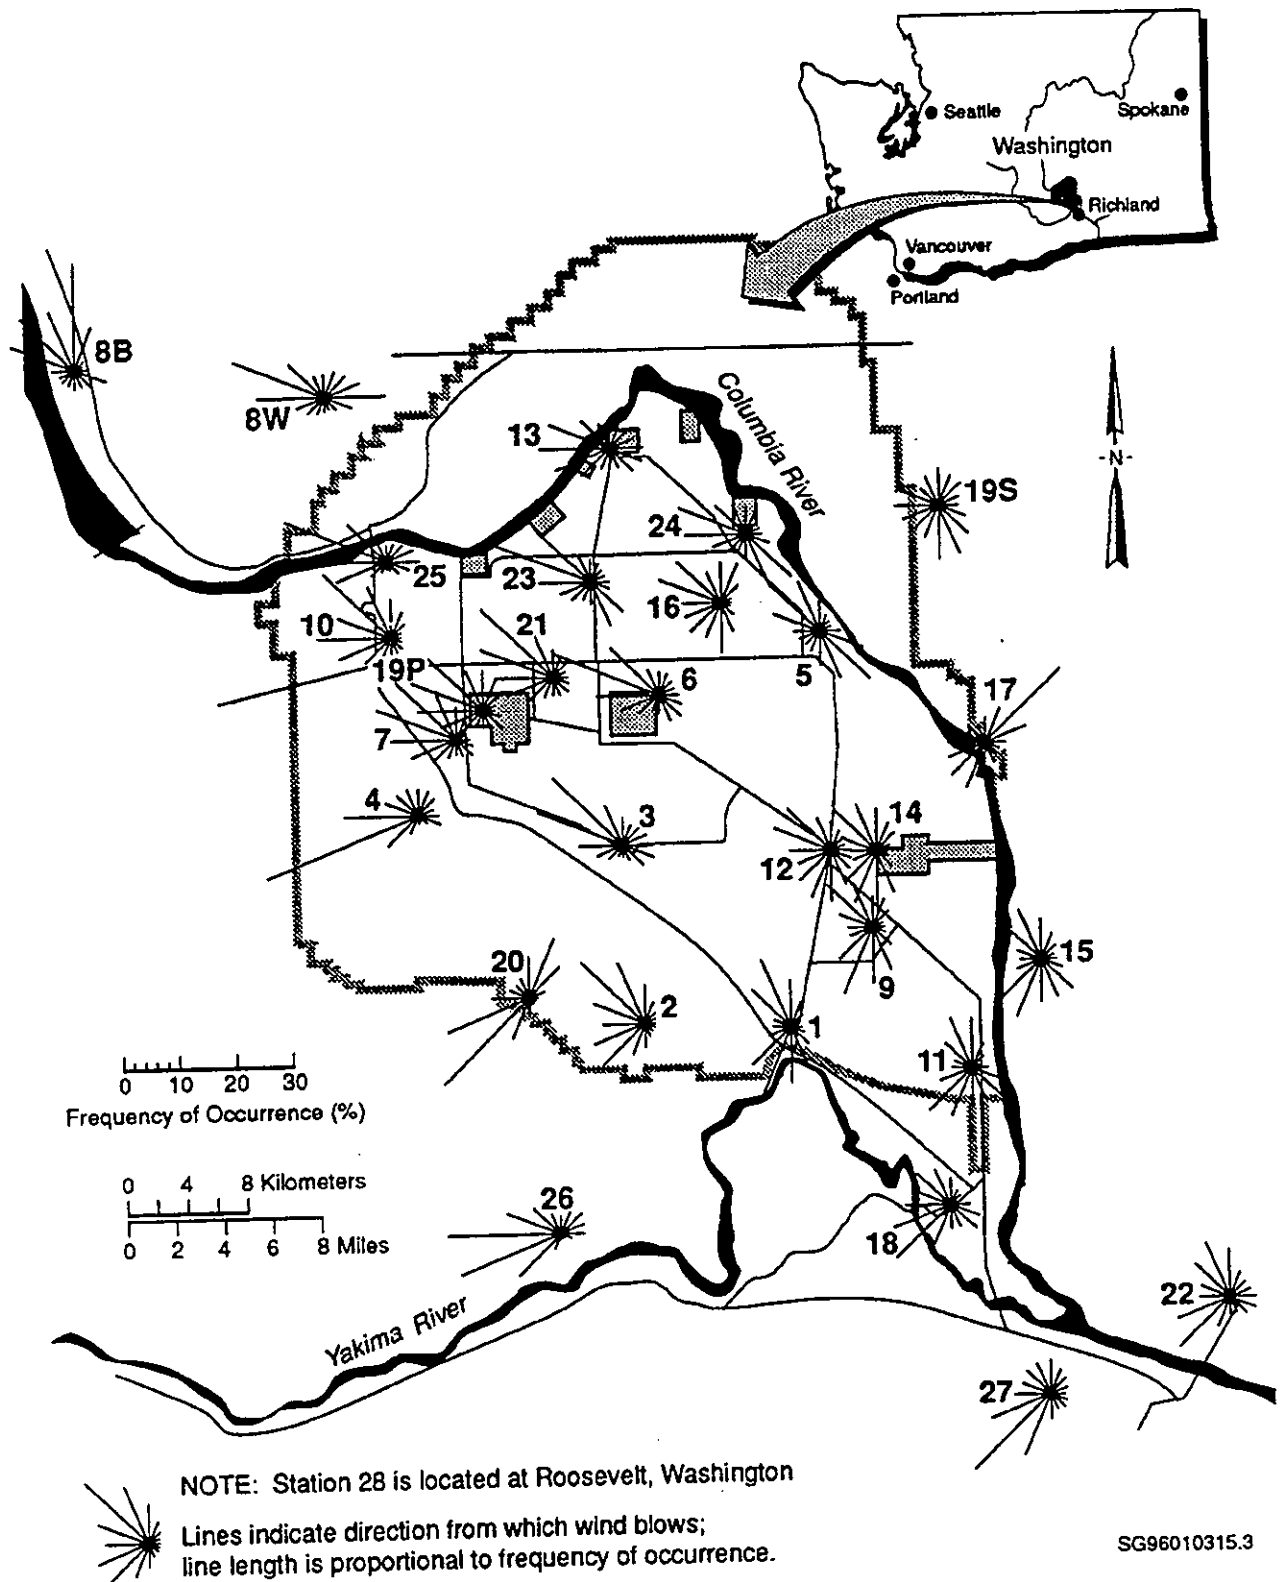 Seattle
Spokane
Washington
Richland
Vancouver
Portland
8B
8W
Columbia River
-N-
13
19S
24
25
23
16
10
21
19P
6
5
17
7
4
3
14
12
15
20
2
9
1
11
0 10 20 30
Frequency of Occurrence (%)
0 4 8 Kilometers
0 2 4 6 8 Miles
26
18
22
Yakima River
27
NOTE: Station 28 is located at Roosevelt, Washington
Lines indicate direction from which wind blows;
line length is proportional to frequency of occurrence.
SG96010315.3